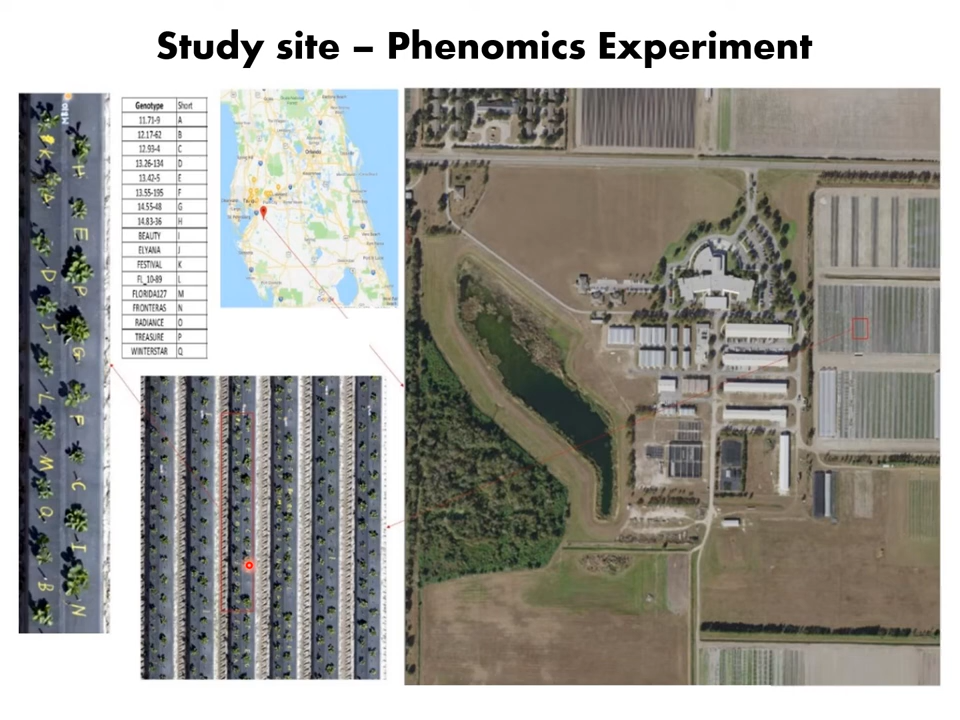 Study site – Phenomics Experiment
Genotype Short
11.71-9 A
12.17-62 B
12.93-4 C
13.26-134 D
13.42-5 E
13.55-195 F
14.55-48 G
14.83-36 H
BEAUTY I
ELYANA J
FESTIVAL K
FL_10-89 L
FLORIDA127 M
FRONTERAS N
RADIANCE O
TREASURE P
WINTERSTAR Q
Orlando
Google
K
H
A
E
D
P
G
L
F
M
C
I
B
N